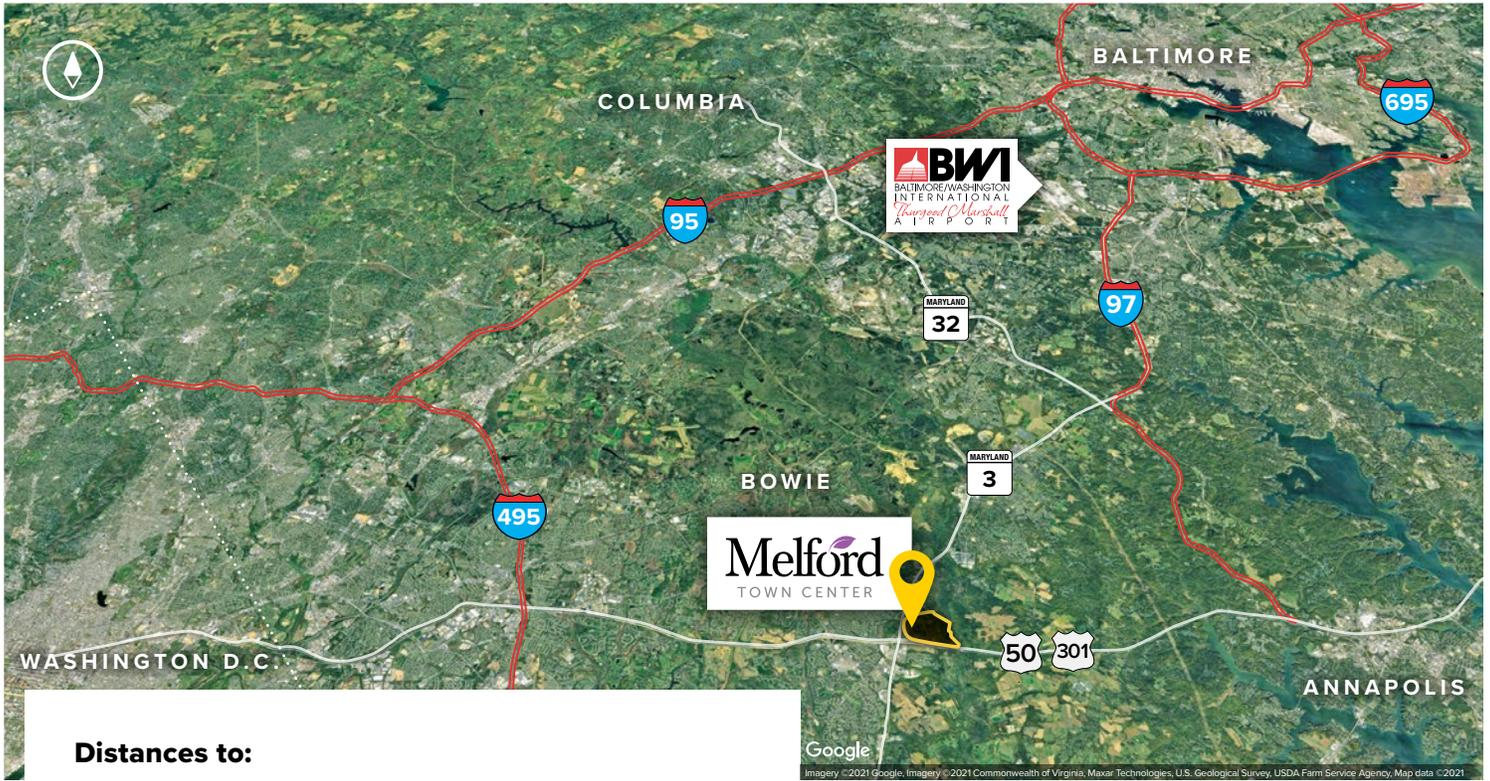 BALTIMORE
COLUMBIA
695
BWI
BALTIMORE/WASHINGTON
INTERNATIONAL
Thurgood Marshall
AIRPORT
95
MARYLAND
32
97
MARYLAND
3
BOWIE
495
Melford
TOWN CENTER
50
301
WASHINGTON D.C.
ANNAPOLIS
Distances to:
Google
Imagery ©2021 Google, Imagery ©2021 Commonwealth of Virginia, Maxar Technologies, U.S. Geological Survey, USDA Farm Service Agency, Map data ©2021